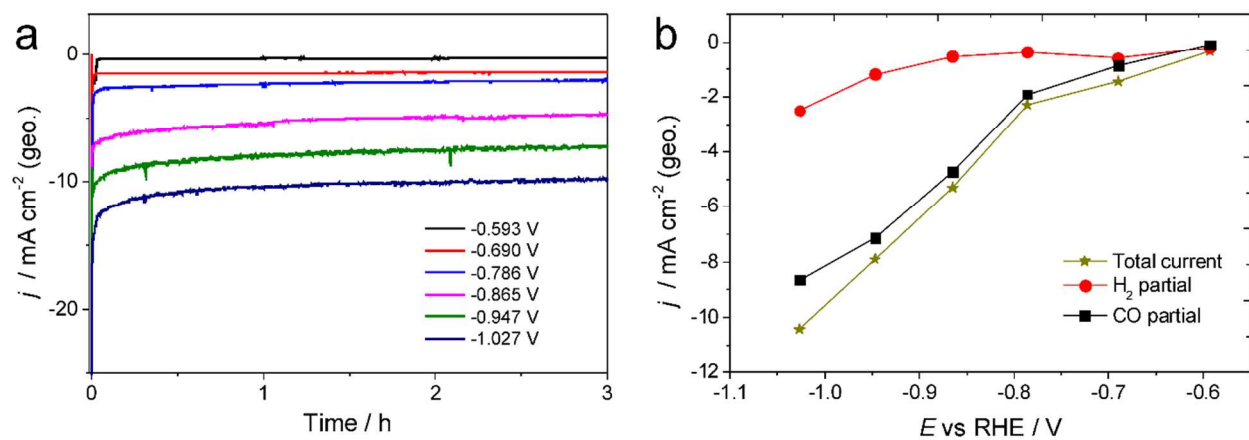 a
0
-10
-20
j / mA cm⁻² (geo.)
-0.593 V
-0.690 V
-0.786 V
-0.865 V
-0.947 V
-1.027 V
0 1 2 3
Time / h
b
0
-2
-4
-6
-8
-10
-12
j / mA cm⁻² (geo.)
Total current
H₂ partial
CO partial
-1.1 -1.0 -0.9 -0.8 -0.7 -0.6
E vs RHE / V